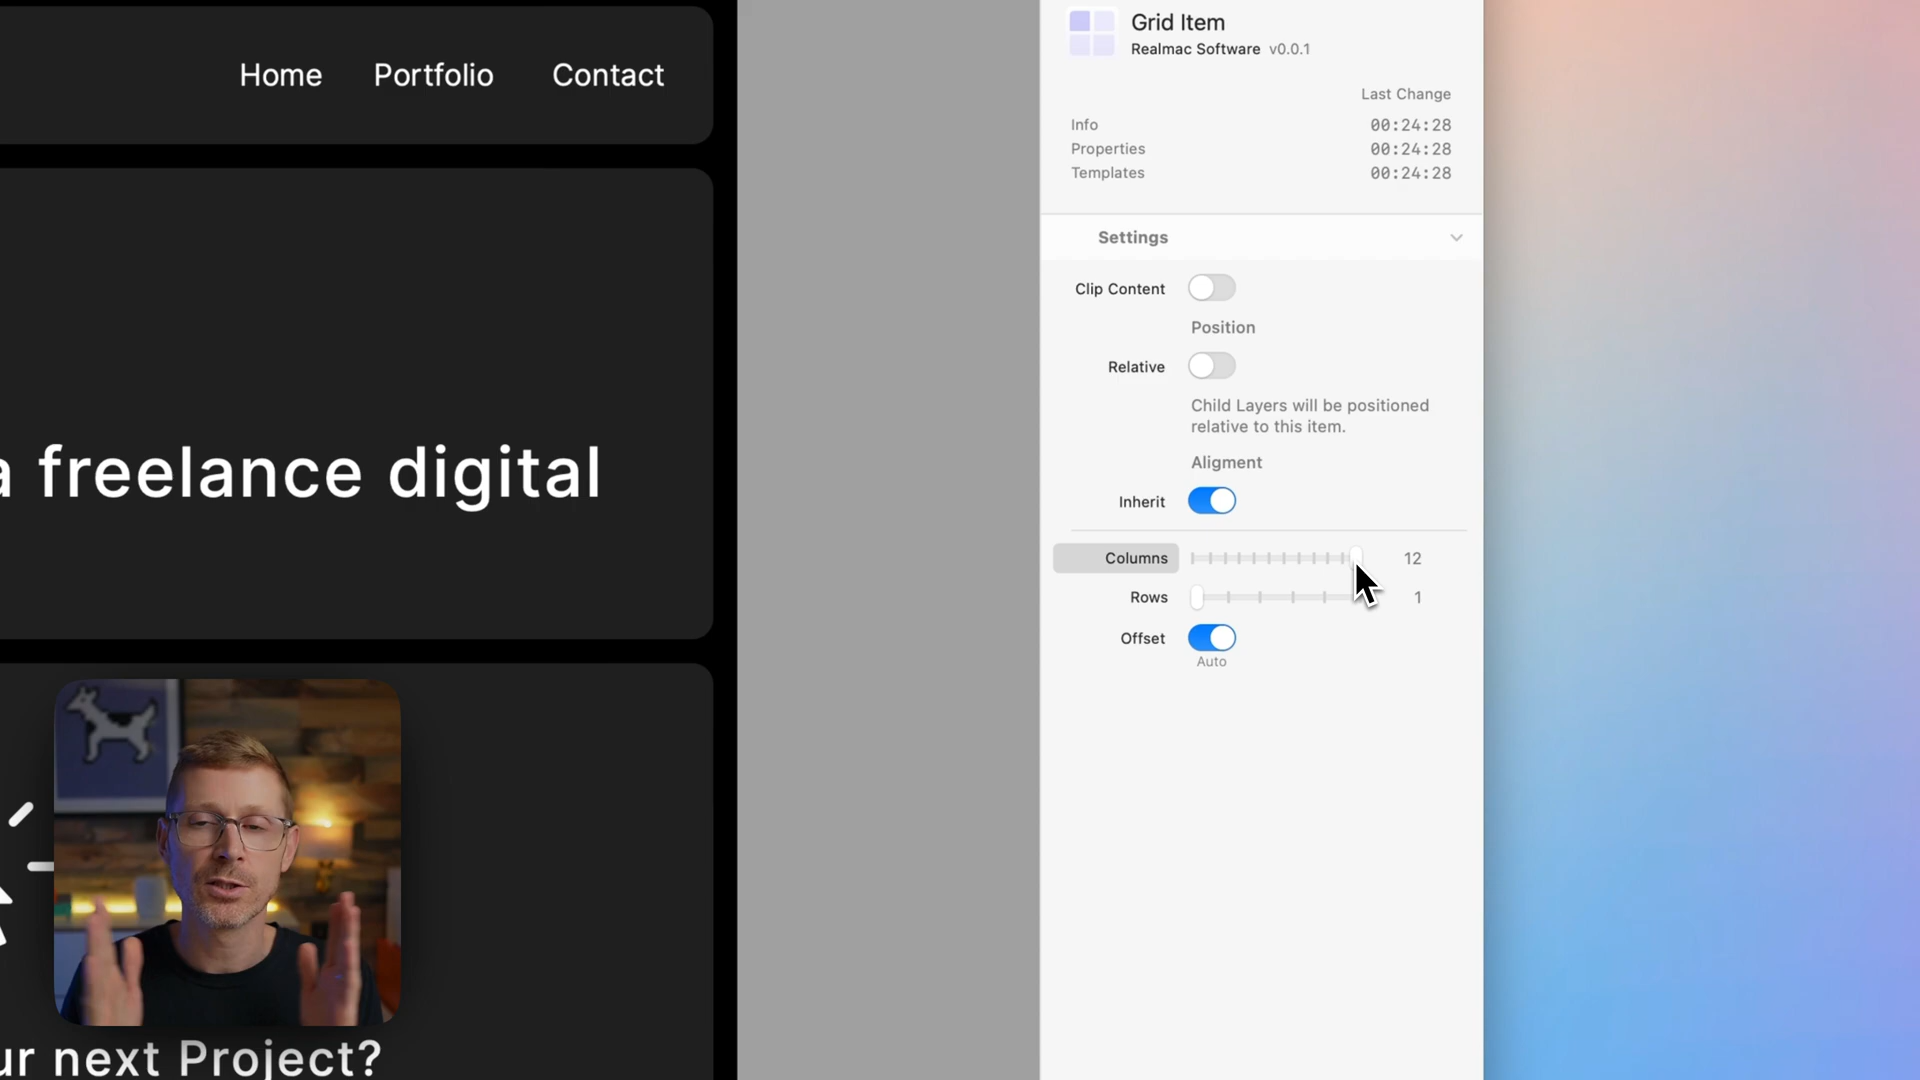 Home Portfolio Contact
a freelance digital
ur next Project?
Grid Item
Realmac Software v0.0.1
Last Change
Info 00:24:28
Properties 00:24:28
Templates 00:24:28
Settings
Clip Content
Position
Relative
Child Layers will be positioned
relative to this item.
Aligment
Inherit
Columns 12
Rows 1
Offset
Auto